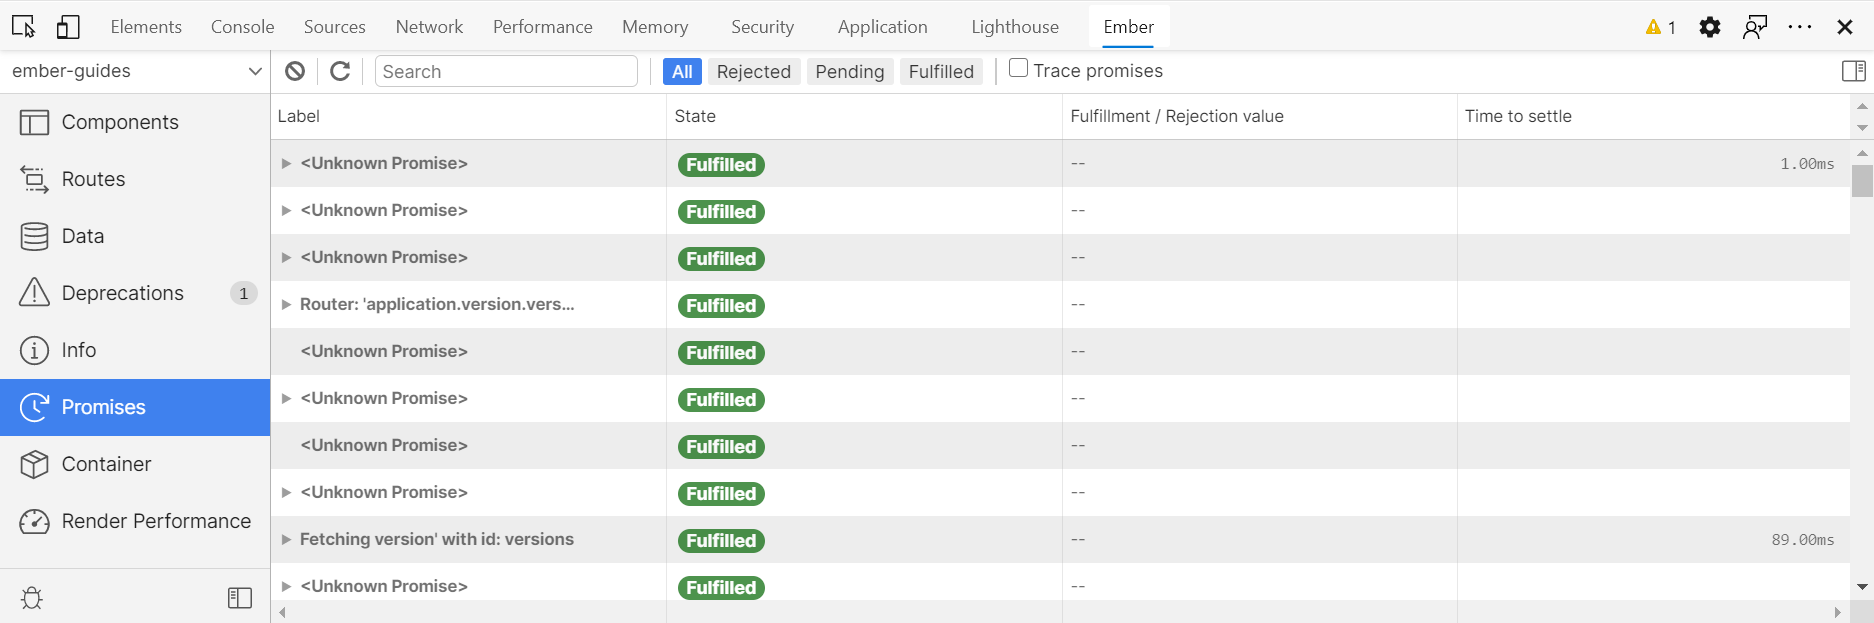 Elements Console Sources Network Performance Memory Security Application Lighthouse Ember 1
ember-guides Search All Rejected Pending Fulfilled Trace promises
Components
Routes
Data
Deprecations 1
Info
Promises
Container
Render Performance
Label State Fulfillment / Rejection value Time to settle
<Unknown Promise> Fulfilled -- 1.00ms
<Unknown Promise> Fulfilled --
<Unknown Promise> Fulfilled --
Router: 'application.version.vers... Fulfilled --
<Unknown Promise> Fulfilled --
<Unknown Promise> Fulfilled --
<Unknown Promise> Fulfilled --
<Unknown Promise> Fulfilled --
Fetching version' with id: versions Fulfilled -- 89.00ms
<Unknown Promise> Fulfilled --